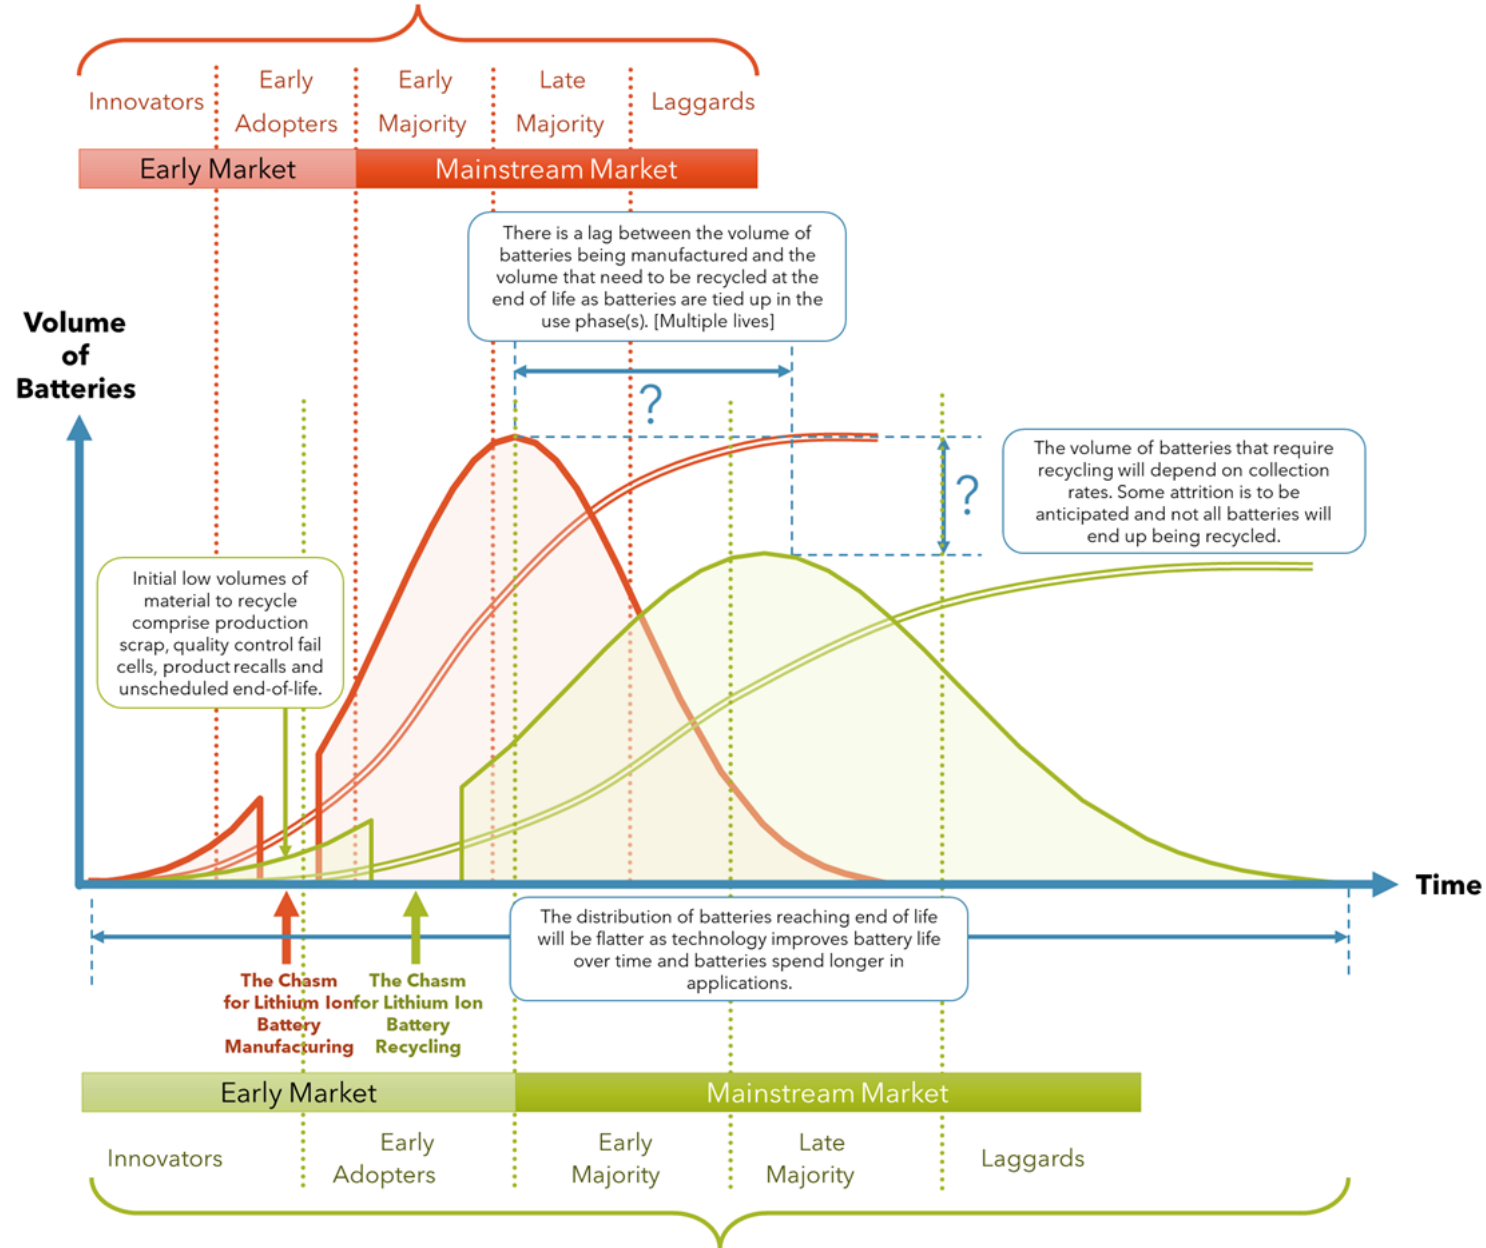 Innovators
Early
Adopters
Early
Majority
Late
Majority
Laggards
Early Market
Mainstream Market
There is a lag between the volume of
batteries being manufactured and the
volume that need to be recycled at the
end of life as batteries are tied up in the
use phase(s). [Multiple lives]
Volume
of
Batteries
?
The volume of batteries that require
recycling will depend on collection
rates. Some attrition is to be
anticipated and not all batteries will
end up being recycled.
?
Initial low volumes of
material to recycle
comprise production
scrap, quality control fail
cells, product recalls and
unscheduled end-of-life.
Time
The distribution of batteries reaching end of life
will be flatter as technology improves battery life
over time and batteries spend longer in
applications.
The Chasm
for Lithium Ion
Battery
Manufacturing
The Chasm
for Lithium Ion
Battery
Recycling
Early Market
Mainstream Market
Innovators
Early
Adopters
Early
Majority
Late
Majority
Laggards